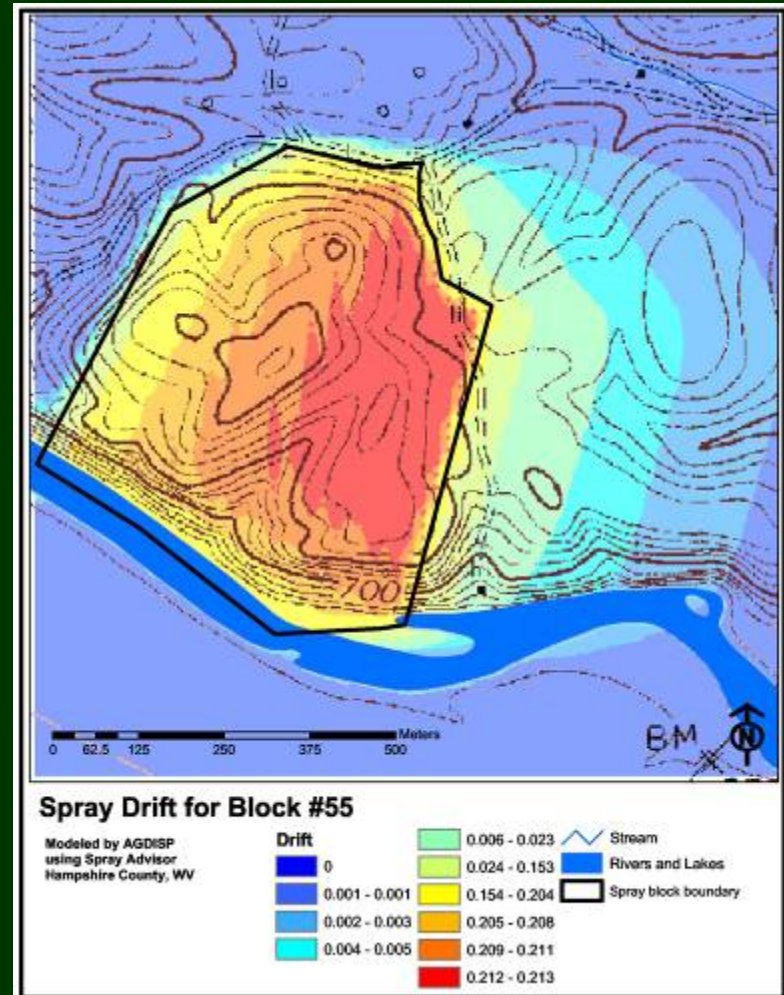 700
BM
N
Meters
0 62.5 125 250 375 500
Spray Drift for Block #55
Modeled by AGDISP
using Spray Advisor
Hampshire County, WV
Drift
0
0.001 - 0.001
0.002 - 0.003
0.004 - 0.005
0.006 - 0.023
0.024 - 0.153
0.154 - 0.204
0.205 - 0.208
0.209 - 0.211
0.212 - 0.213
Stream
Rivers and Lakes
Spray block boundary